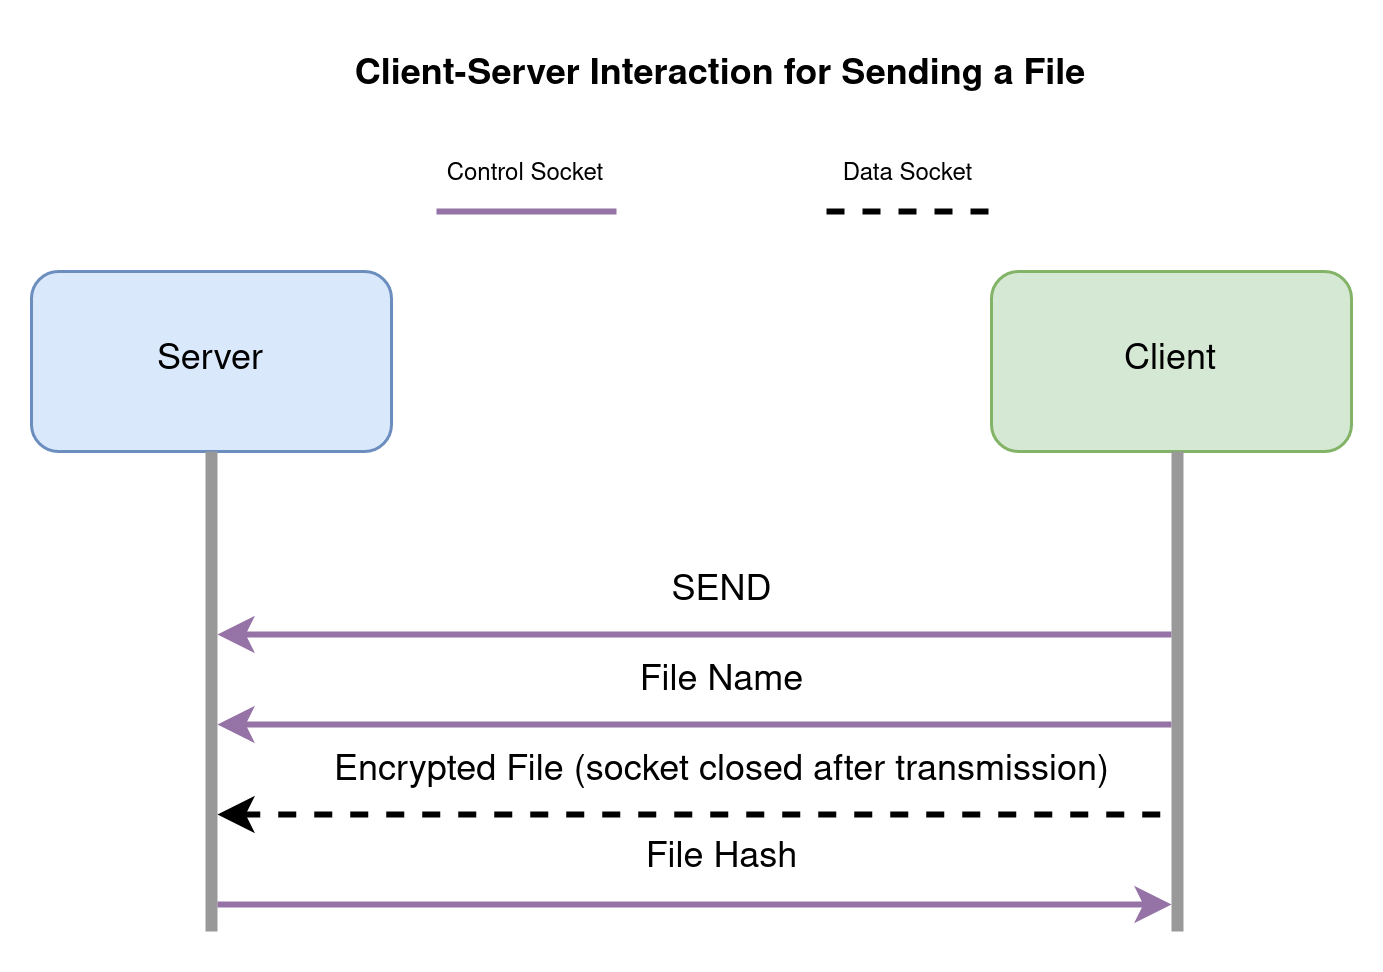 Client-Server Interaction for Sending a File
Control Socket
Data Socket
Server
Client
SEND
File Name
Encrypted File (socket closed after transmission)
File Hash